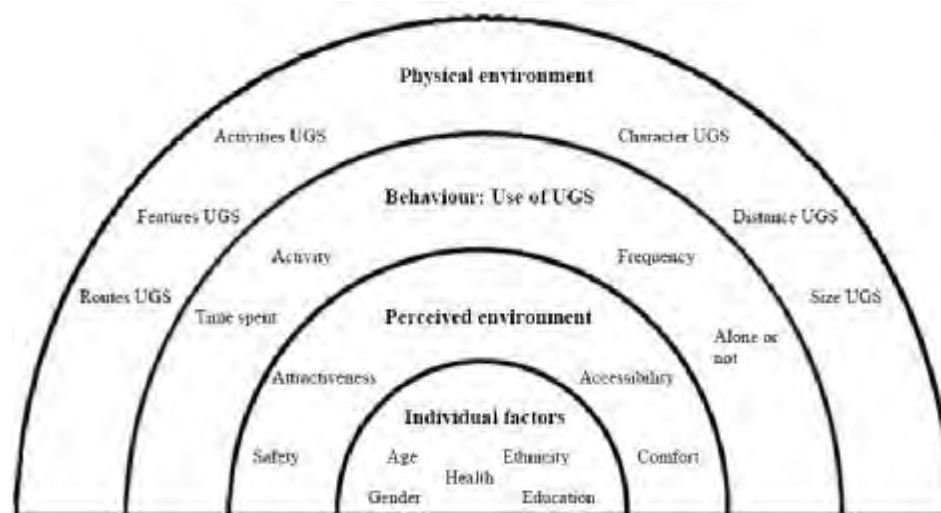 Physical environment
Activities UGS
Character UGS
Behaviour: Use of UGS
Features UGS
Distance UGS
Activity
Frequency
Routes UGS
Size UGS
Time spent
Perceived environment
Alone or
not
Attractiveness
Accessibility
Individual factors
Safety
Age
Ethnicity
Comfort
Health
Gender
Education